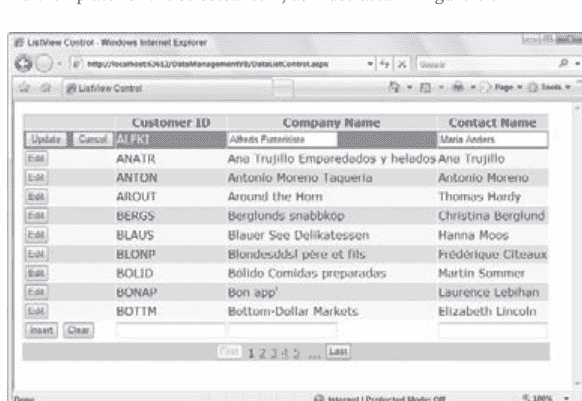 ListView Control - Windows Internet Explorer
http://localhost:63612/DataManagementVB/DataListControl.aspx
Google
ListView Control
Page Tools
Customer ID Company Name Contact Name
Update Cancel ALFKI Alfreds Futterkiste Maria Anders
Edit ANATR Ana Trujillo Emparedados y helados Ana Trujillo
Edit ANTON Antonio Moreno Taquería Antonio Moreno
Edit AROUT Around the Horn Thomas Hardy
Edit BERGS Berglunds snabbköp Christina Berglund
Edit BLAUS Blauer See Delikatessen Hanna Moos
Edit BLONP Blondesddsl père et fils Frédérique Citeaux
Edit BOLID Bólido Comidas preparadas Martín Sommer
Edit BONAP Bon app' Laurence Lebihan
Edit BOTTM Bottom-Dollar Markets Elizabeth Lincoln
Insert Clear
First 1 2 3 4 5 ... Last
Done Internet | Protected Mode: Off 100%